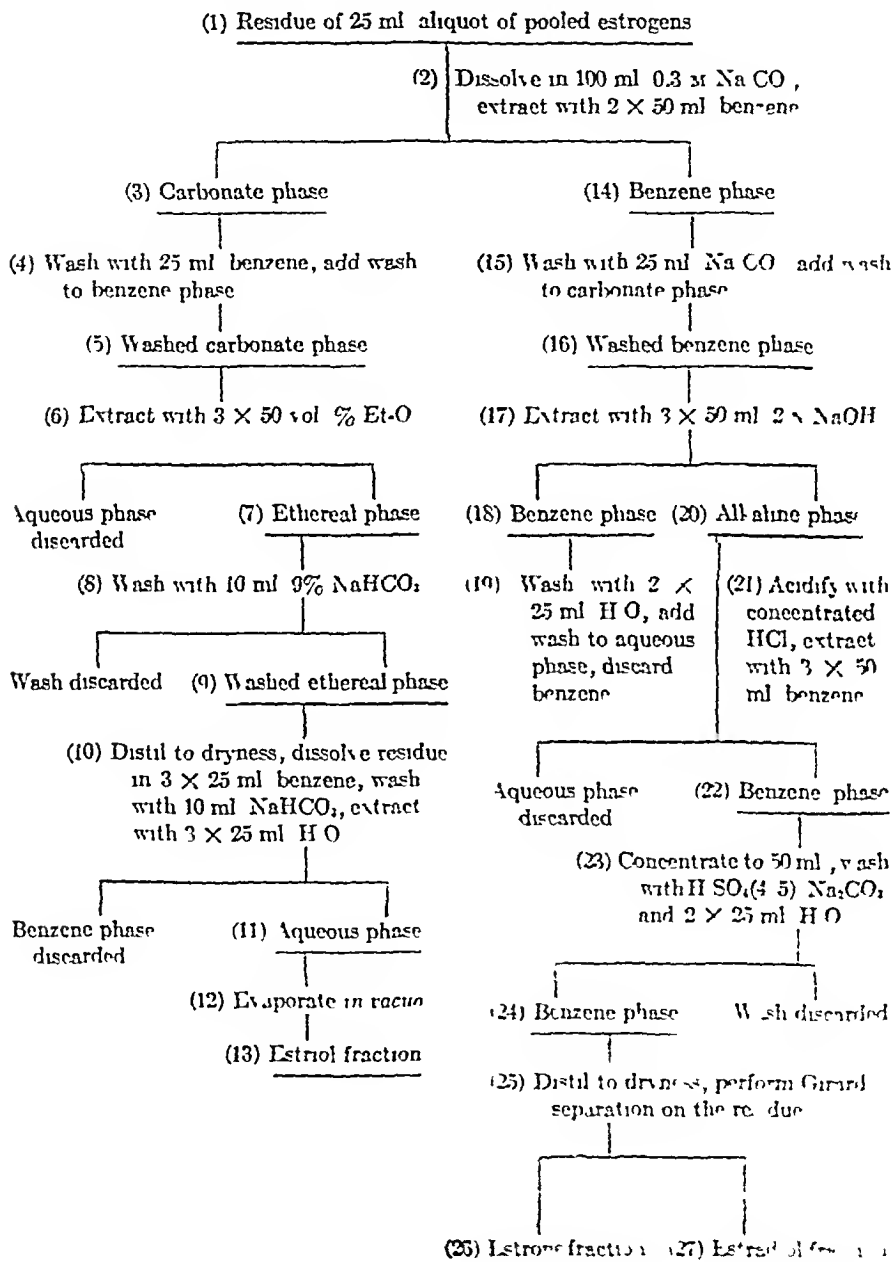 (1) Residue of 25 ml aliquot of pooled estrogens
(2) Dissolve in 100 ml 0.3 M Na CO ,
extract with 2 × 50 ml benzene
(3) Carbonate phase
(14) Benzene phase
(4) Wash with 25 ml benzene, add wash
to benzene phase
(15) Wash with 25 ml Na CO add wash
to carbonate phase
(5) Washed carbonate phase
(16) Washed benzene phase
(6) Extract with 3 × 50 vol % Et-O
(17) Extract with 3 × 50 ml 2 N NaOH
Aqueous phase
discarded
(7) Ethereal phase
(18) Benzene phase
(20) Alkaline phase
(8) Wash with 10 ml 9% NaHCO₃
(19) Wash with 2 ×
25 ml H O, add
wash to aqueous
phase, discard
benzene
(21) Acidify with
concentrated
HCl, extract
with 3 × 50
ml benzene
Wash discarded
(9) Washed ethereal phase
(10) Distil to dryness, dissolve residue
in 3 × 25 ml benzene, wash
with 10 ml NaHCO₃, extract
with 3 × 25 ml H O
Aqueous phase
discarded
(22) Benzene phase
(23) Concentrate to 50 ml , wash
with H SO₄(4 5) Na₂CO₃
and 2 × 25 ml H O
Benzene phase
discarded
(11) Aqueous phase
(12) Evaporate in vacuo
(13) Estriol fraction
(24) Benzene phase
Wash discarded
(25) Distil to dryness, perform Girard
separation on the residue
(26) Estrone fraction
(27) Estradiol